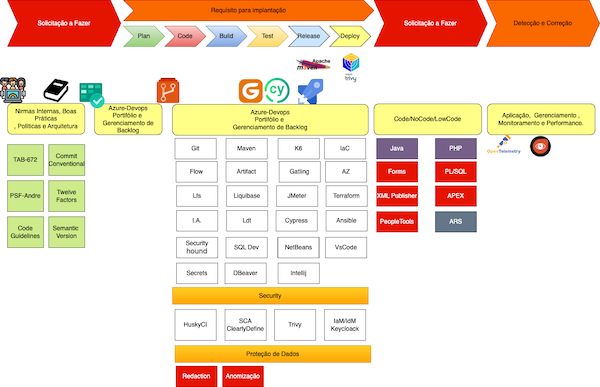 Solicitação a Fazer
Requisito para implantação
Solicitação a Fazer
Detecção e Correção
Plan
Code
Build
Test
Release
Deploy
Apache
maven
trivy
cy
Nirmas Internas, Boas
Práticas
, Políticas e Arquitetura
Azure-Devops
Portifólio e
Gerenciamento de
Backlog
Azure-Devops
Portifólio e
Gerenciamento de Backlog
Code/NoCode/LowCode
Aplicação, Gerenciamento ,
Monitoramento e Performance.
OpenTelemetry
TAB-672
Commit
Conventional
PSF-Andre
Twelve
Factors
Code
Guidelines
Semantic
Version
Git
Maven
K6
IaC
Flow
Artifact
Gatling
AZ
Lfs
Liquibase
JMeter
Terraform
I.A.
Ldt
Cypress
Ansible
Security
hound
SQL Dev
NetBeans
VsCode
Secrets
DBeaver
Intellij
Java
PHP
Forms
PL/SQL
XML Publisher
APEX
PeopleTools
ARS
Security
HuskyCI
SCA
ClearlyDefine
Trivy
IaM/IdM
Keycloack
Proteção de Dados
Redaction
Anomização